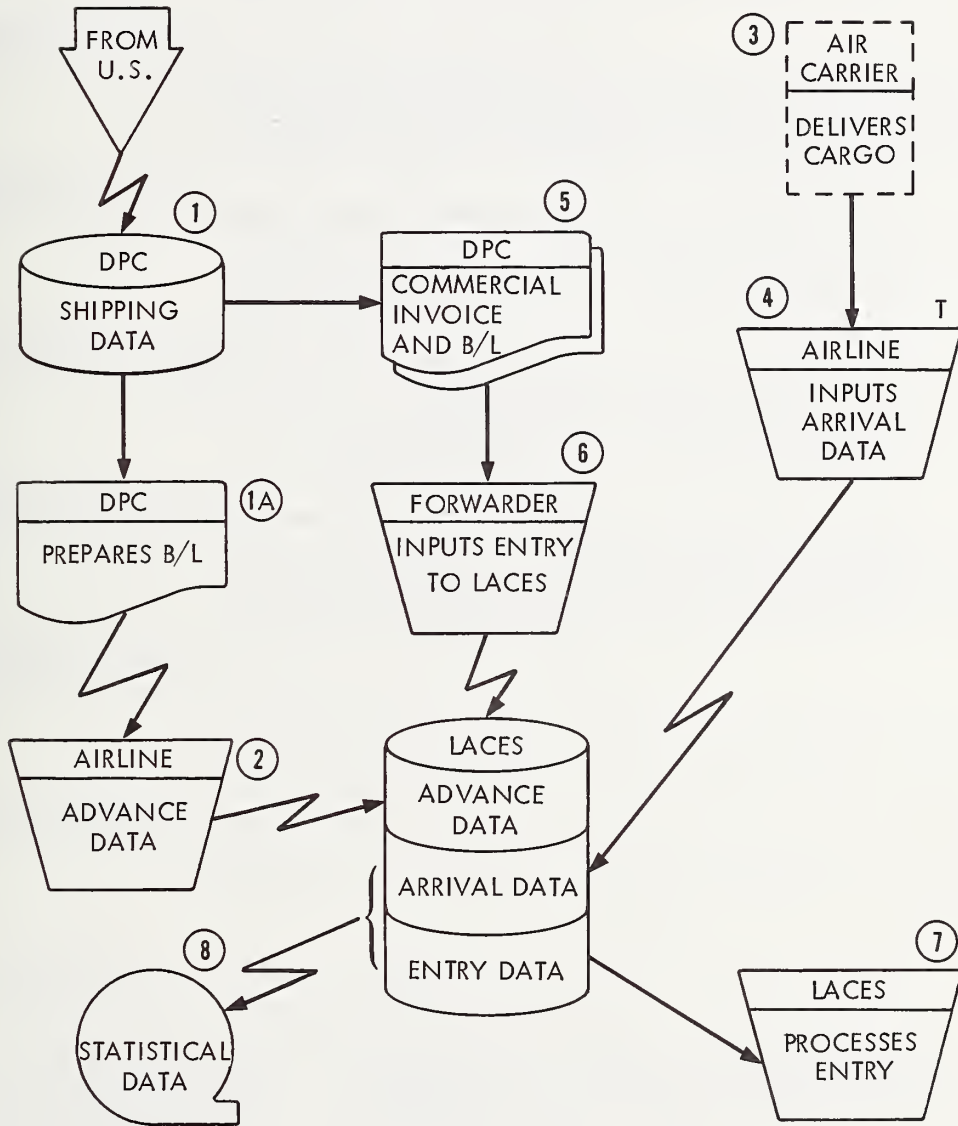 FROM
U.S.
1
DPC
SHIPPING
DATA
5
DPC
COMMERCIAL
INVOICE
AND B/L
3
AIR
CARRIER
DELIVERS
CARGO
4
T
AIRLINE
INPUTS
ARRIVAL
DATA
1A
DPC
PREPARES B/L
6
FORWARDER
INPUTS ENTRY
TO LACES
2
AIRLINE
ADVANCE
DATA
LACES
ADVANCE
DATA
ARRIVAL DATA
ENTRY DATA
8
STATISTICAL
DATA
7
LACES
PROCESSES
ENTRY